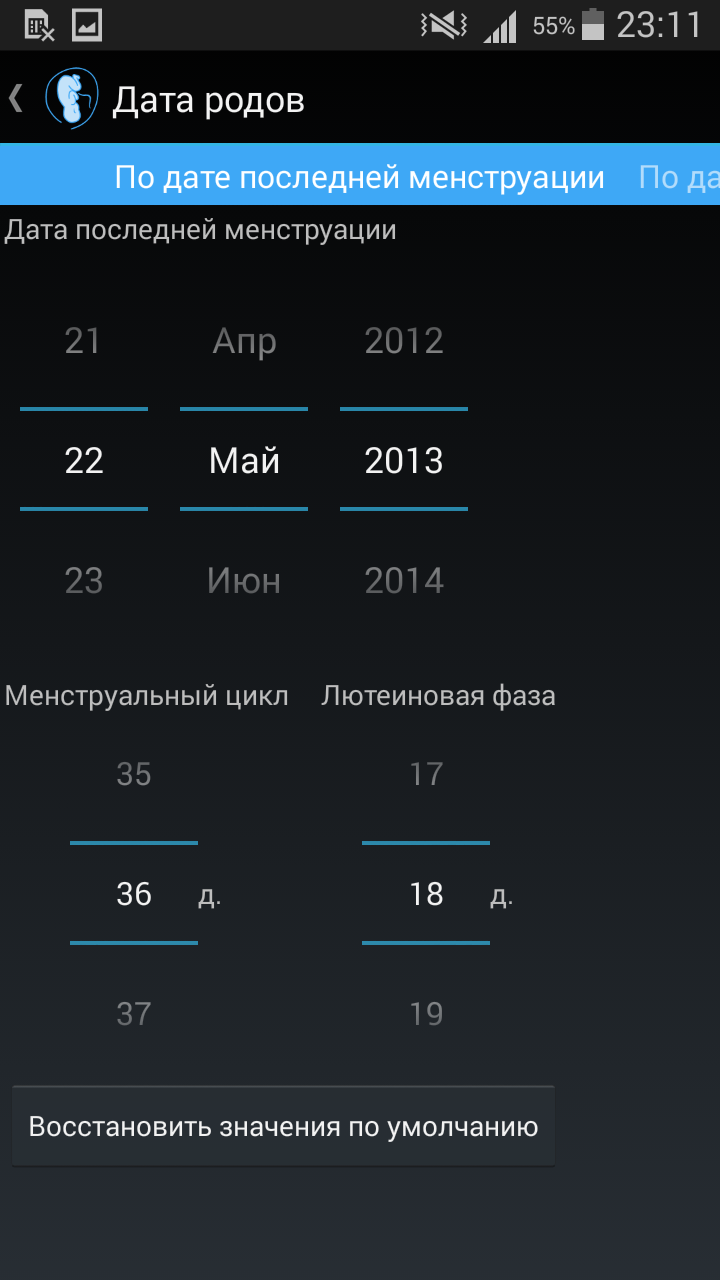 55% 23:11
Дата родов
По дате последней менструации По да
Дата последней менструации
21 Апр 2012
22 Май 2013
23 Июн 2014
Менструальный цикл Лютеиновая фаза
35 17
36 д. 18 д.
37 19
Восстановить значения по умолчанию